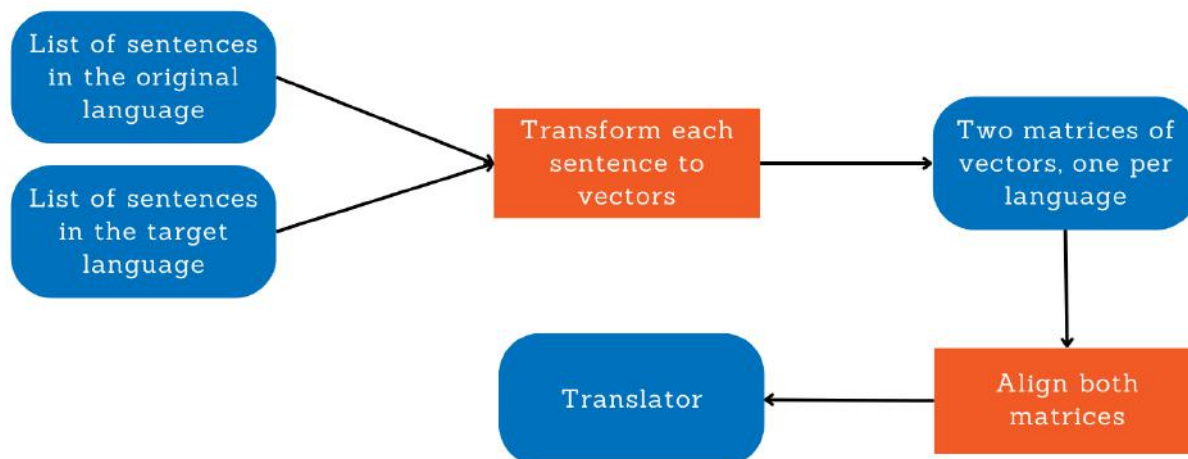 List of sentences
in the original
language
List of sentences
in the target
language
Transform each
sentence to
vectors
Two matrices of
vectors, one per
language
Align both
matrices
Translator